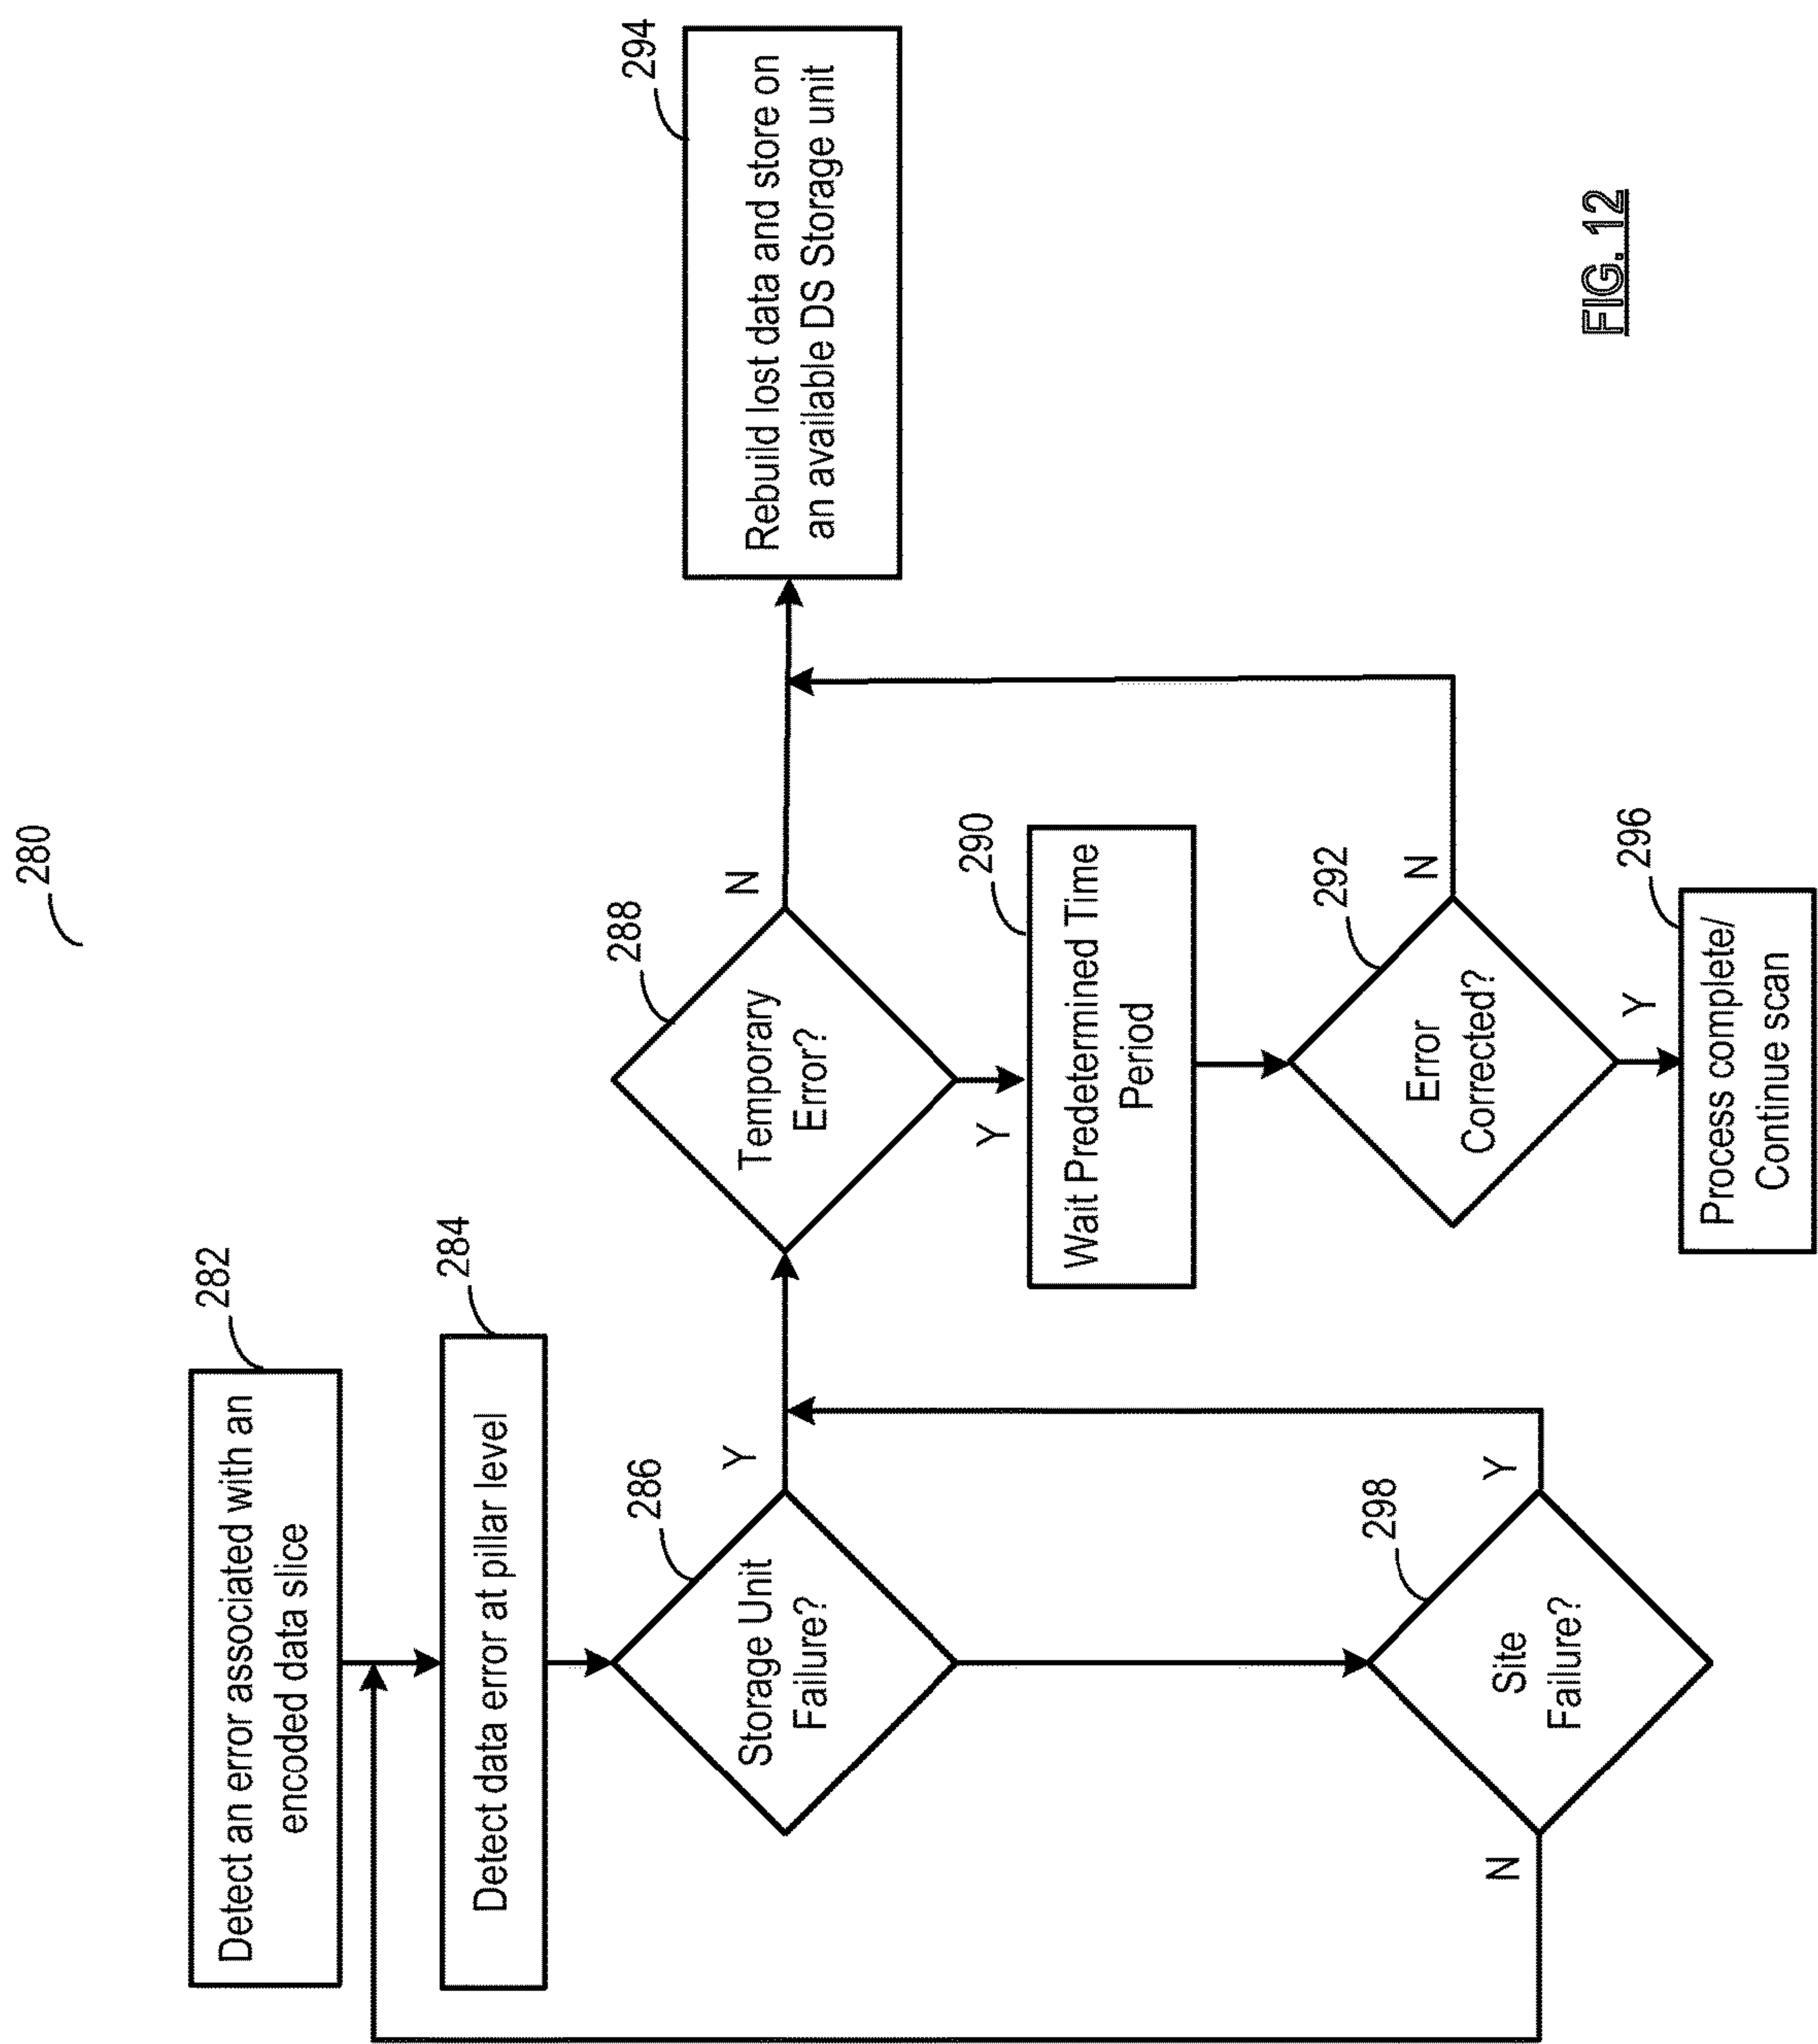 280
282
Detect an error associated with an
encoded data slice
284
Detect data error at pillar level
286
Storage Unit
Failure?
Y
288
Temporary
Error?
N
294
Rebuild lost data and store on
an available DS Storage unit
Y
290
Wait Predetermined Time
Period
292
Error
Corrected?
N
Y
296
Process complete/
Continue scan
298
Site
Failure?
Y
N
FIG. 12